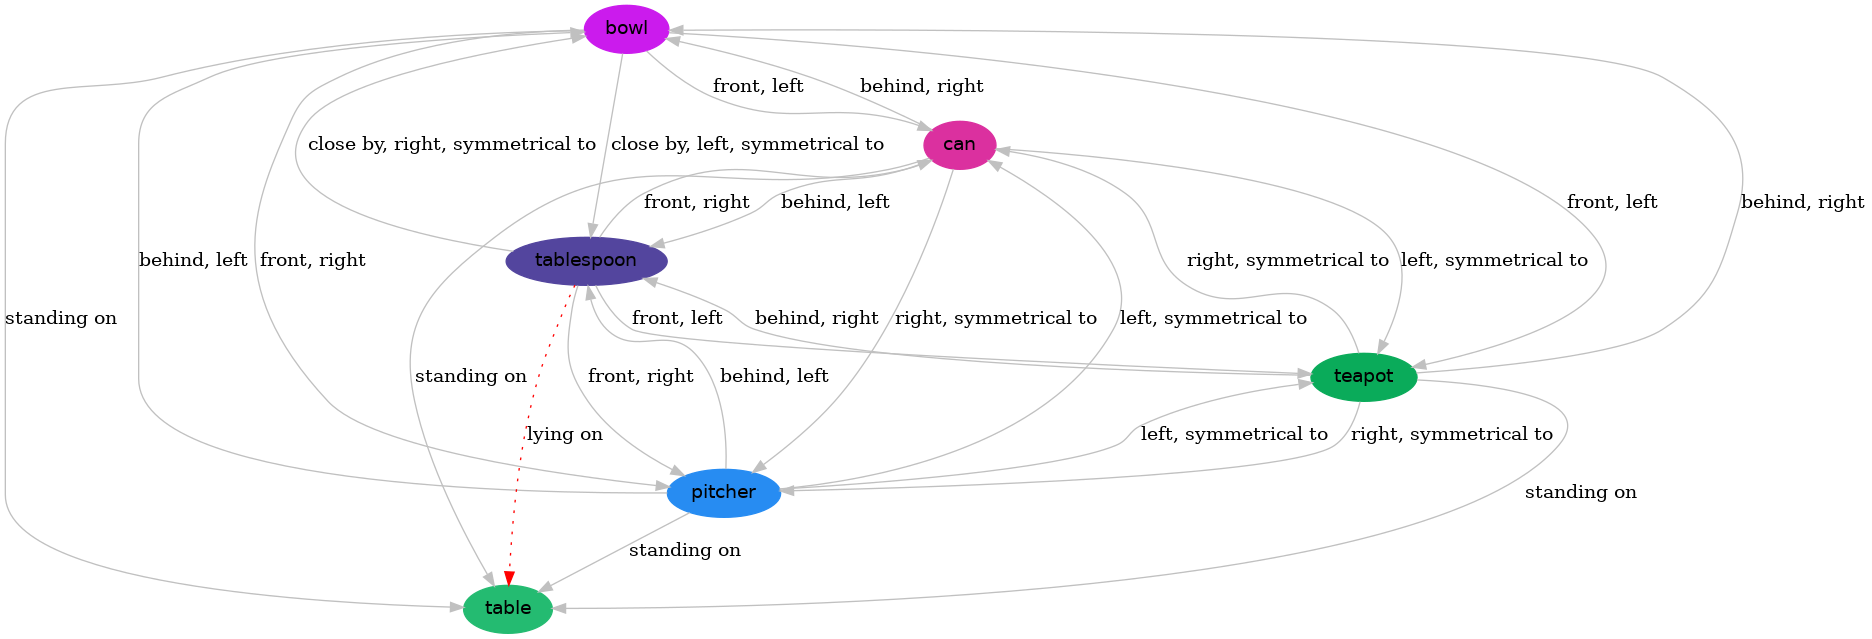 bowl
front, left
behind, right
can
close by, right, symmetrical to
close by, left, symmetrical to
front, right
behind, left
front, left
behind, right
tablespoon
behind, left
front, right
right, symmetrical to
left, symmetrical to
standing on
front, left
behind, right
right, symmetrical to
left, symmetrical to
standing on
front, right
behind, left
teapot
lying on
left, symmetrical to
right, symmetrical to
pitcher
standing on
standing on
table